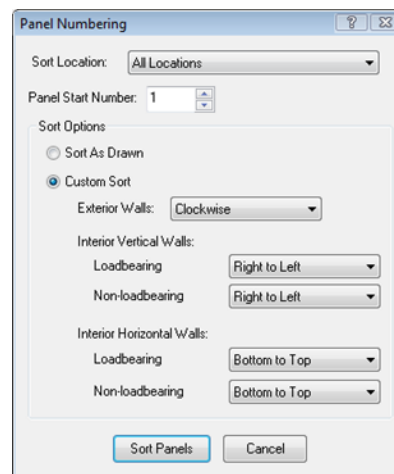 Panel Numbering
Sort Location: All Locations
Panel Start Number: 1
Sort Options
Sort As Drawn
Custom Sort
Exterior Walls: Clockwise
Interior Vertical Walls:
Loadbearing Right to Left
Non-loadbearing Right to Left
Interior Horizontal Walls:
Loadbearing Bottom to Top
Non-loadbearing Bottom to Top
Sort Panels Cancel